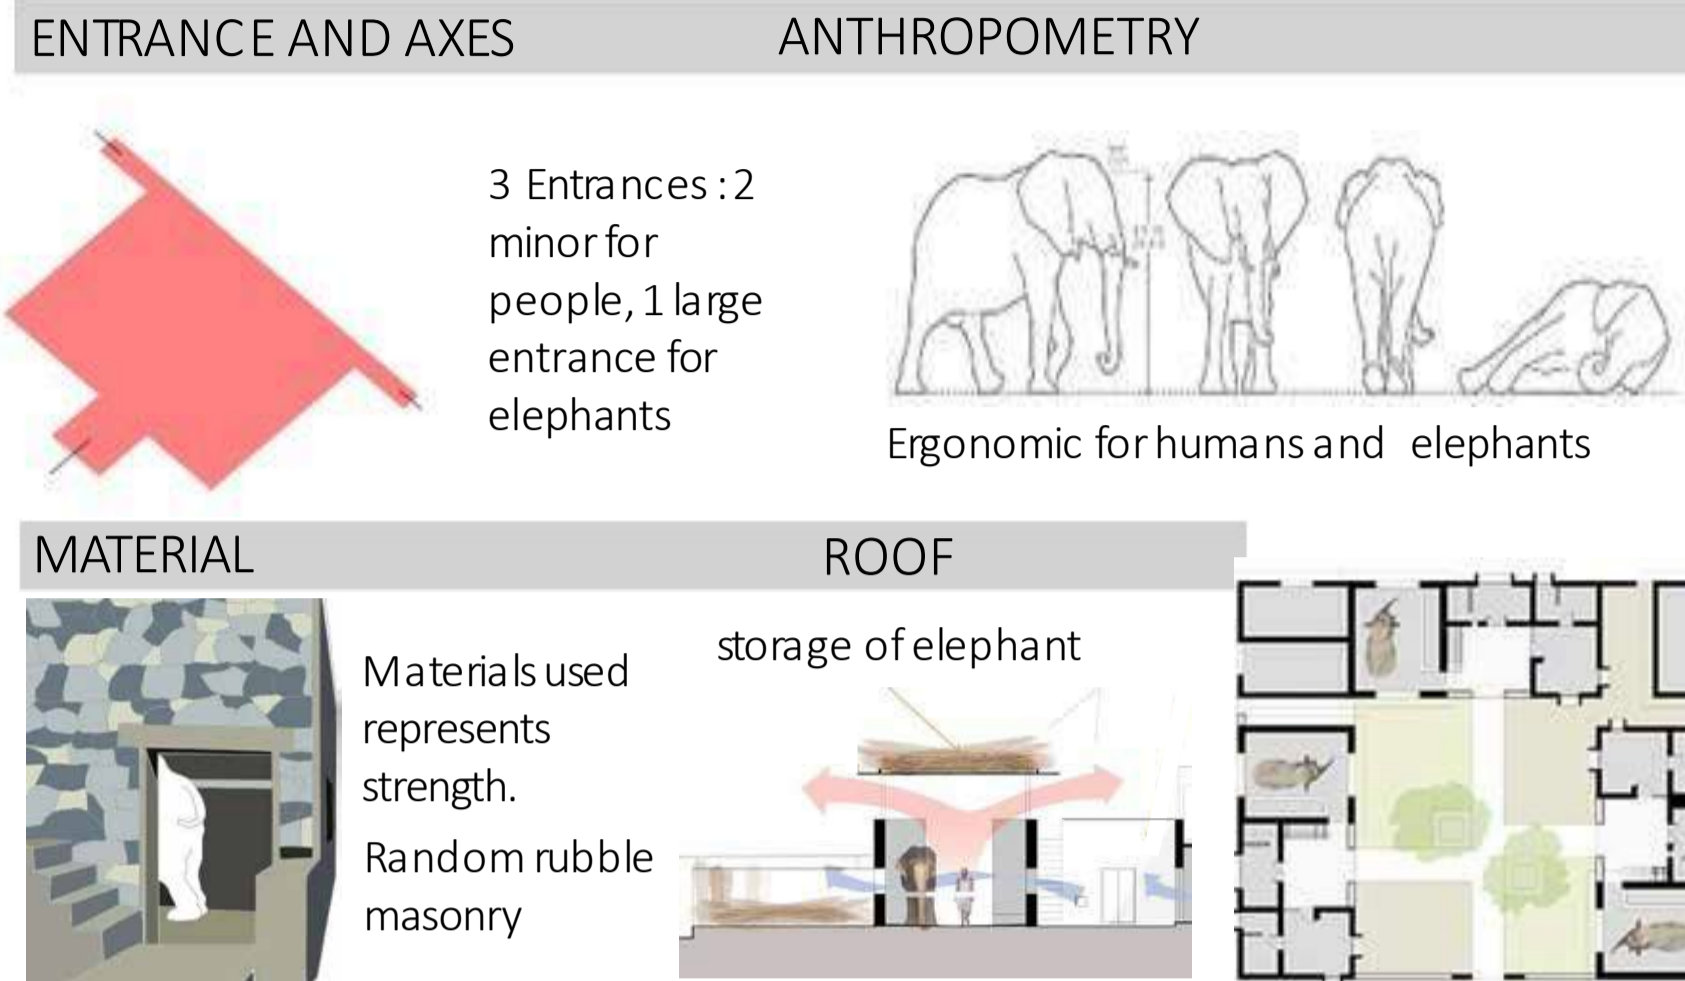 ENTRANCE AND AXES
ANTHROPOMETRY
3 Entrances : 2
minor for
people, 1 large
entrance for
elephants
Ergonomic for humans and elephants
MATERIAL
ROOF
Materials used
represents
strength.
Random rubble
masonry
storage of elephant